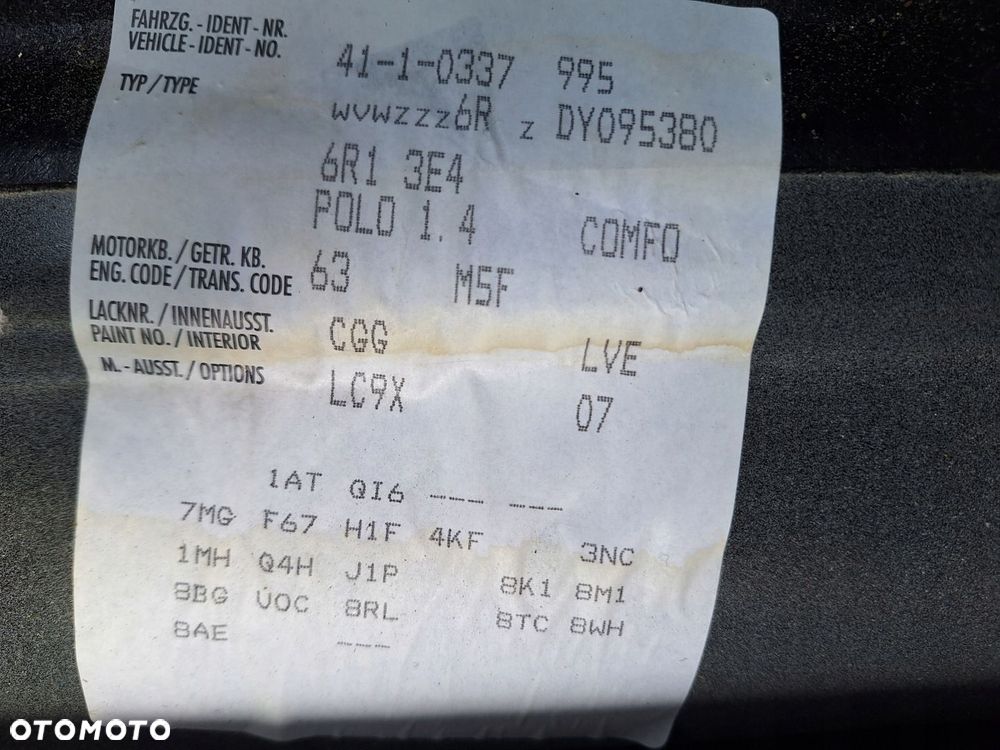 FAHRZG. - IDENT - NR.
VEHICLE - IDENT - NO.
41-1-0337 995
TYP / TYPE
WVWZZZ6R Z DY095380
6R1 3E4
POLO 1.4 COMFO
MOTORKB. / GETR. KB.
ENG. CODE / TRANS. CODE
63 M5F
LACKNR. / INNENAUSST.
PAINT NO. / INTERIOR
CGG LVE
M. - AUSST. / OPTIONS
LC9X 07
1AT QI6 --- ---
7MG F67 H1F 4KF 3NC
1MH Q4H J1P 8K1 8M1
8BG U0C 8RL 8TC 8WH
8AE ---
OTOMOTO